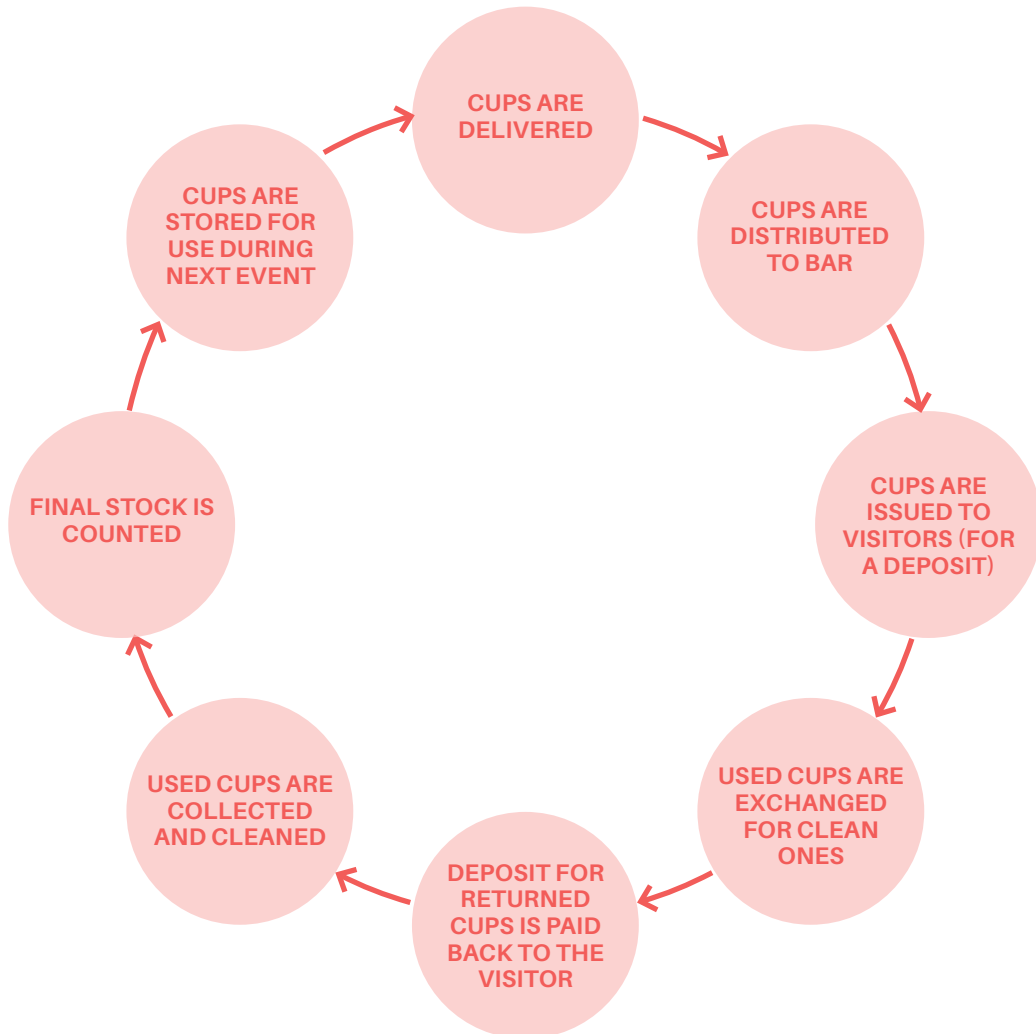 CUPS ARE
DELIVERED
CUPS ARE
DISTRIBUTED
TO BAR
CUPS ARE
ISSUED TO
VISITORS (FOR
A DEPOSIT)
USED CUPS ARE
EXCHANGED
FOR CLEAN
ONES
DEPOSIT FOR
RETURNED
CUPS IS PAID
BACK TO THE
VISITOR
USED CUPS ARE
COLLECTED
AND CLEANED
FINAL STOCK IS
COUNTED
CUPS ARE
STORED FOR
USE DURING
NEXT EVENT